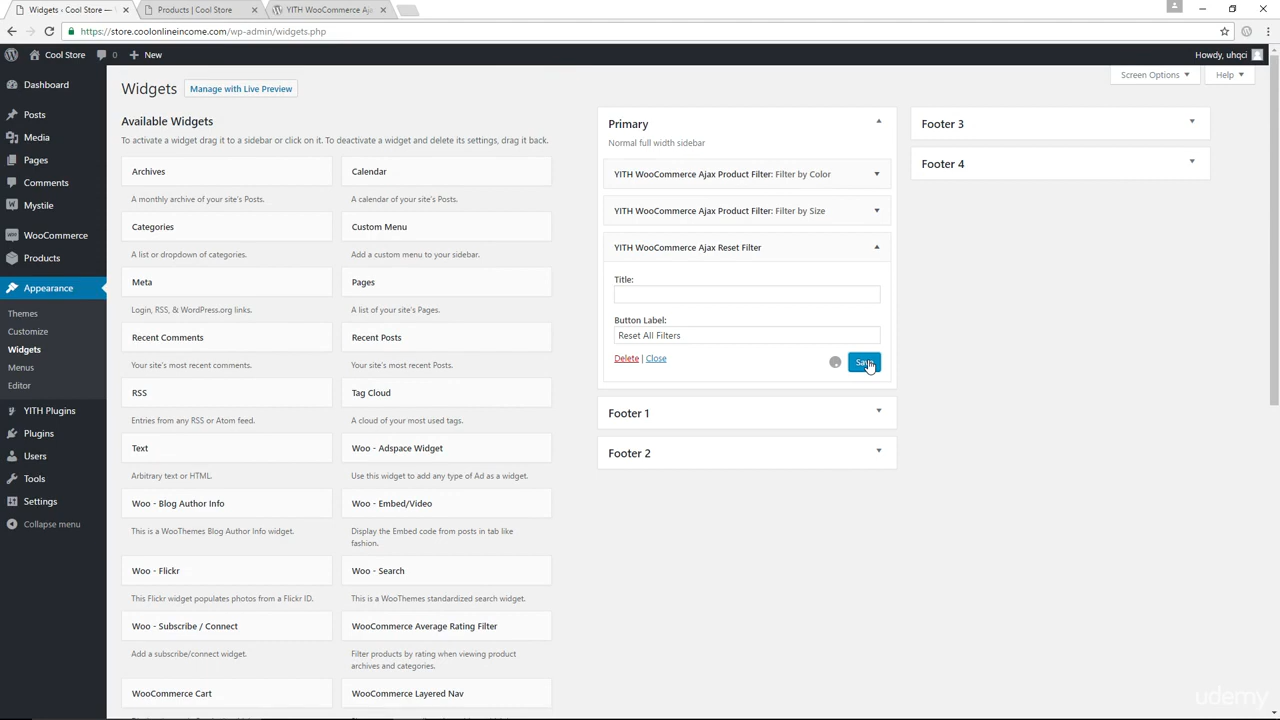 Widgets ‹ Cool Store —
Products | Cool Store
YITH WooCommerce Aja
https://store.coolonlineincome.com/wp-admin/widgets.php
Cool Store
0
New
Howdy, uhqci
Dashboard
Posts
Media
Pages
Comments
Mystile
WooCommerce
Products
Appearance
Themes
Customize
Widgets
Menus
Editor
YITH Plugins
Plugins
Users
Tools
Settings
Collapse menu
Screen Options
Help
Widgets
Manage with Live Preview
Available Widgets
To activate a widget drag it to a sidebar or click on it. To deactivate a widget and delete its settings, drag it back.
Archives
A monthly archive of your site's Posts.
Calendar
A calendar of your site's Posts.
Categories
A list or dropdown of categories.
Custom Menu
Add a custom menu to your sidebar.
Meta
Login, RSS, & WordPress.org links.
Pages
A list of your site's Pages.
Recent Comments
Your site's most recent comments.
Recent Posts
Your site's most recent Posts.
RSS
Entries from any RSS or Atom feed.
Tag Cloud
A cloud of your most used tags.
Text
Arbitrary text or HTML.
Woo - Adspace Widget
Use this widget to add any type of Ad as a widget.
Woo - Blog Author Info
This is a WooThemes Blog Author Info widget.
Woo - Embed/Video
Display the Embed code from posts in tab like
fashion.
Woo - Flickr
This Flickr widget populates photos from a Flickr ID.
Woo - Search
This is a WooThemes standardized search widget.
Woo - Subscribe / Connect
Add a subscribe/connect widget.
WooCommerce Average Rating Filter
Filter products by rating when viewing product
archives and categories.
WooCommerce Cart
WooCommerce Layered Nav
Primary
Normal full width sidebar
YITH WooCommerce Ajax Product Filter: Filter by Color
YITH WooCommerce Ajax Product Filter: Filter by Size
YITH WooCommerce Ajax Reset Filter
Title:
Button Label:
Reset All Filters
Delete | Close
Save
Footer 1
Footer 2
Footer 3
Footer 4
udemy